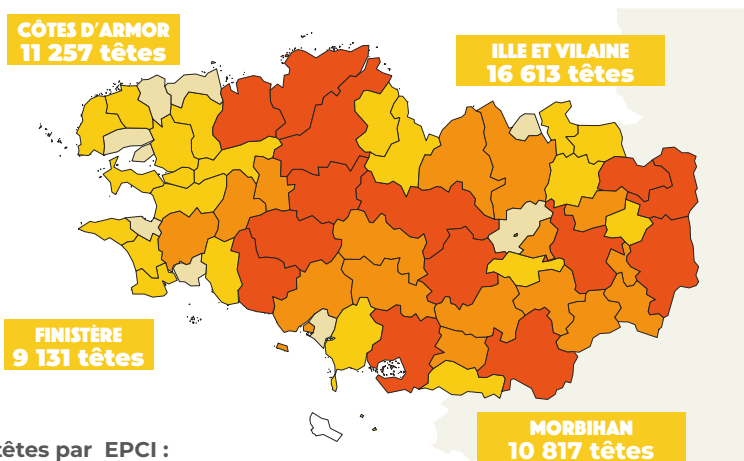 CÔTES D'ARMOR
11 257 têtes
ILLE ET VILAINE
16 613 têtes
FINISTÈRE
9 131 têtes
MORBIHAN
10 817 têtes
têtes par EPCI :